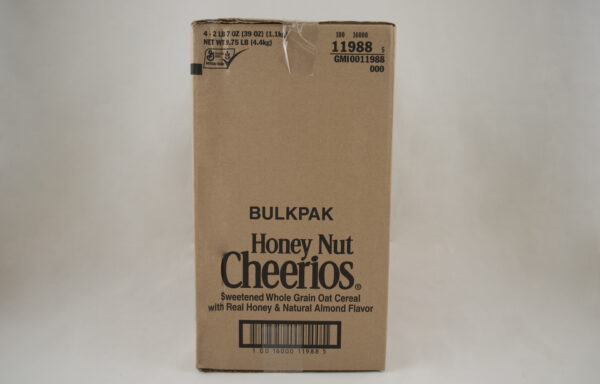 4 - 2 LB 7 OZ (39 OZ) (1.1kg)
NET WT 9.75 LB (4.4kg)
100 16000
11988 5
GMI0011988
000
BULKPAK
Honey Nut
Cheerios®
Sweetened Whole Grain Oat Cereal
with Real Honey & Natural Almond Flavor
1 00 16000 11988 5